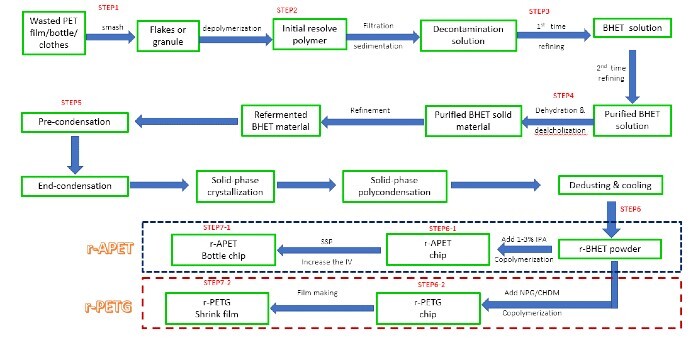 STEP1
STEP2
STEP3
Wasted PET
film/bottle/
clothes
smash
Flakes or
granule
depolymerization
Initial resolve
polymer
Filtration
sedimentation
Decontamination
solution
1st time
refining
BHET solution
2nd time
refining
STEP5
STEP4
Pre-condensation
Refermented
BHET material
Refinement
Purified BHET solid
material
Dehydration &
dealcholization
Purified BHET
solution
End-condensation
Solid-phase
crystallization
Solid-phase
polycondensation
Dedusting & cooling
STEP6
STEP7-1
STEP6-1
r-APET
r-APET
Bottle chip
SSP
Increase the IV
r-APET
chip
Add 1-3% IPA
Copolymerization
r-BHET powder
STEP7-2
STEP6-2
r-PETG
r-PETG
Shrink film
Film making
r-PETG
chip
Add NPG/CHDM
Copolymerization